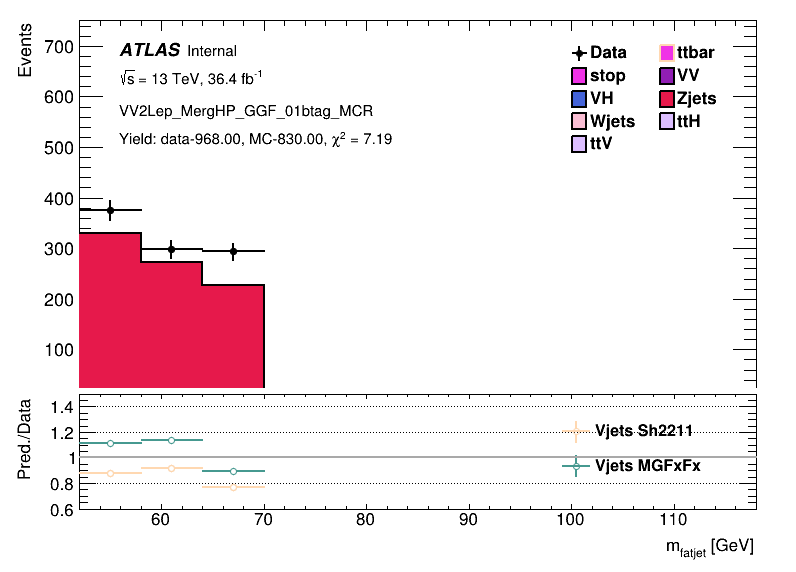 Events
700
600
500
400
300
200
100
ATLAS Internal
√s = 13 TeV, 36.4 fb⁻¹
VV2Lep_MergHP_GGF_01btag_MCR
Yield: data-968.00, MC-830.00, χ² = 7.19
Data
ttbar
stop
VV
VH
Zjets
Wjets
ttH
ttV
Pred./Data
1.4
1.2
1
0.8
0.6
Vjets Sh2211
Vjets MGFxFx
60 70 80 90 100 110
m_fatjet [GeV]